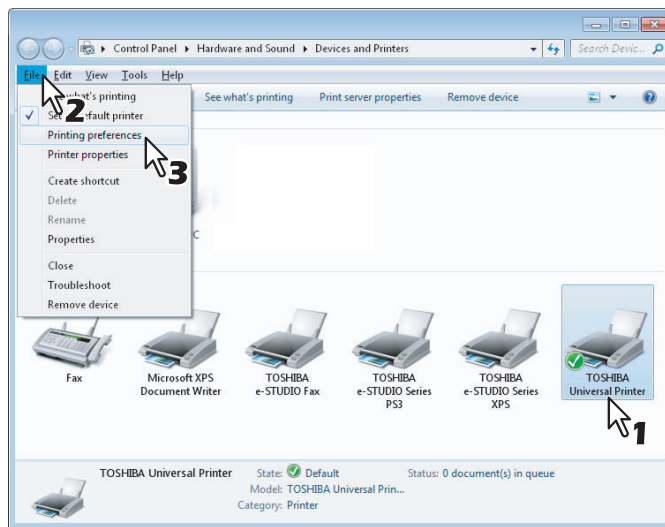 Control Panel ▸ Hardware and Sound ▸ Devices and Printers
Search Devic...
File Edit View Tools Help
2
what's printing
See what's printing Print server properties Remove device
Set default printer
Printing preferences
3
Printer properties
Create shortcut
Delete
Rename
Properties
C
Close
Troubleshoot
Remove device
Fax
Microsoft XPS
Document Writer
TOSHIBA
e-STUDIO Fax
TOSHIBA
e-STUDIO Series
PS3
TOSHIBA
e-STUDIO Series
XPS
TOSHIBA
Universal Printer
1
TOSHIBA Universal Printer State: Default Status: 0 document(s) in queue
Model: TOSHIBA Universal Prin...
Category: Printer